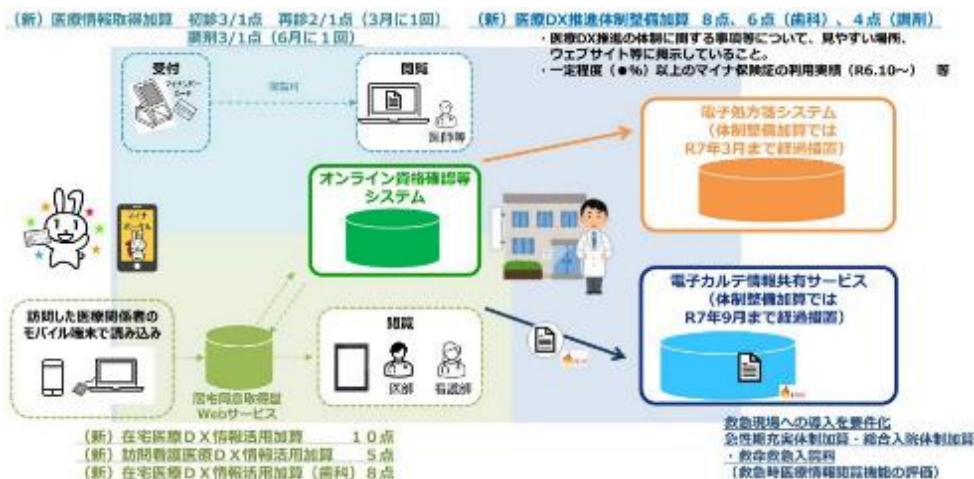 （新）医療情報取得加算 初診3/1点 再診2/1点（3月に1回）
調剤3/1点（6月に1回）
（新）医療DX推進体制整備加算 8点、6点（歯科）、4点（調剤）
・医療DX推進の体制に関する事項等について、見やすい場所、
ウェブサイト等に掲示していること。
・一定程度（●%）以上のマイナ保険証の利用実績（R6.10～） 等
受付
閲覧
医師等
オンライン資格確認等
システム
電子処方箋システム
（体制整備加算では
R7年3月まで経過措置）
マイナ
ポータル
訪問した医療関係者の
モバイル端末で読み込み
居宅同意取得型
Webサービス
閲覧
電子カルテ情報共有サービス
（体制整備加算では
R7年9月まで経過措置）
（新）在宅医療ＤＸ情報活用加算 １０点
（新）訪問看護医療ＤＸ情報活用加算 ５点
（新）在宅医療ＤＸ情報活用加算（歯科）８点
救急現場への導入を要件化
急性期充実体制加算・総合入院体制加算
・救命救急入院料
（救急時医療情報閲覧機能の評価）